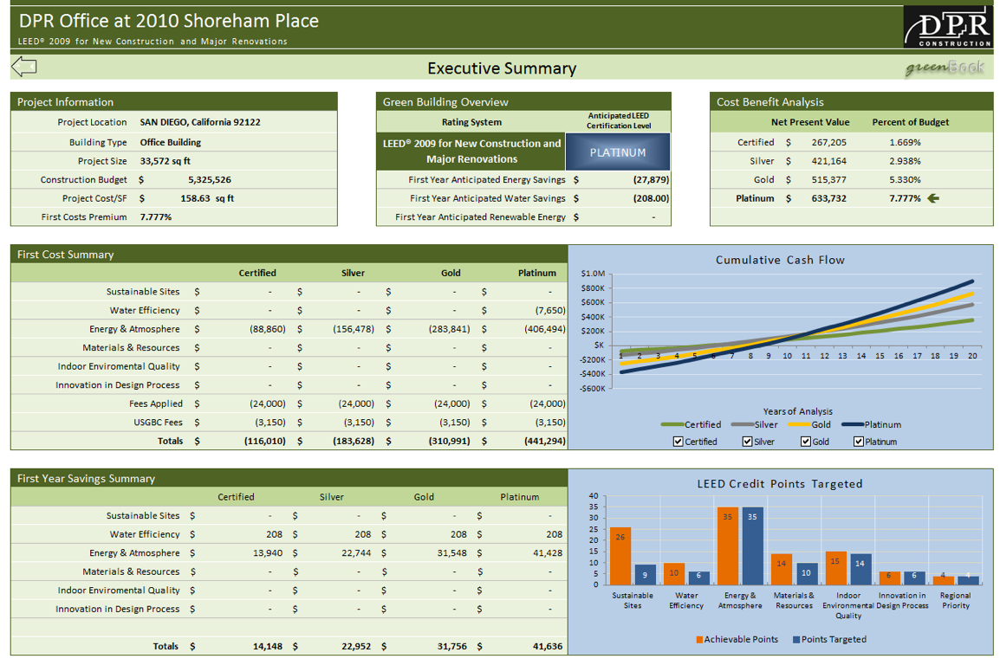 DPR Office at 2010 Shoreham Place
LEED® 2009 for New Construction and Major Renovations
DPR
CONSTRUCTION
Executive Summary
greenBook
Project Information
Project Location SAN DIEGO, California 92122
Building Type Office Building
Project Size 33,572 sq ft
Construction Budget $ 5,325,526
Project Cost/SF $ 158.63 sq ft
First Costs Premium 7.777%
Green Building Overview
Rating System Anticipated LEED Certification Level
LEED® 2009 for New Construction and
Major Renovations
PLATINUM
First Year Anticipated Energy Savings $ (27,879)
First Year Anticipated Water Savings $ (208.00)
First Year Anticipated Renewable Energy $ -
Cost Benefit Analysis
Net Present Value Percent of Budget
Certified $ 267,205 1.669%
Silver $ 421,164 2.938%
Gold $ 515,377 5.330%
Platinum $ 633,732 7.777%
First Cost Summary
Certified Silver Gold Platinum
Sustainable Sites $ - $ - $ - $ -
Water Efficiency $ - $ - $ - $ (7,650)
Energy & Atmosphere $ (88,860) $ (156,478) $ (283,841) $ (406,494)
Materials & Resources $ - $ - $ - $ -
Indoor Enviromental Quality $ - $ - $ - $ -
Innovation in Design Process $ - $ - $ - $ -
Fees Applied $ (24,000) $ (24,000) $ (24,000) $ (24,000)
USGBC Fees $ (3,150) $ (3,150) $ (3,150) $ (3,150)
Totals $ (116,010) $ (183,628) $ (310,991) $ (441,294)
Cumulative Cash Flow
$1.0M
$800K
$600K
$400K
$200K
$K
-$200K
-$400K
-$600K
1 2 3 4 5 6 7 8 9 10 11 12 13 14 15 16 17 18 19 20
Years of Analysis
Certified Silver Gold Platinum
Certified Silver Gold Platinum
First Year Savings Summary
Certified Silver Gold Platinum
Sustainable Sites $ - $ - $ - $ -
Water Efficiency $ 208 $ 208 $ 208 $ 208
Energy & Atmosphere $ 13,940 $ 22,744 $ 31,548 $ 41,428
Materials & Resources $ - $ - $ - $ -
Indoor Enviromental Quality $ - $ - $ - $ -
Innovation in Design Process $ - $ - $ - $ -
Totals $ 14,148 $ 22,952 $ 31,756 $ 41,636
LEED Credit Points Targeted
40
35
30
25
20
15
10
5
0
26 9 10 6 35 35 14 10 15 14 6 6 4 4
Sustainable Water Energy & Materials & Indoor Innovation in Regional
Sites Efficiency Atmosphere Resources Environmental Design Process Priority
Quality
Achievable Points Points Targeted